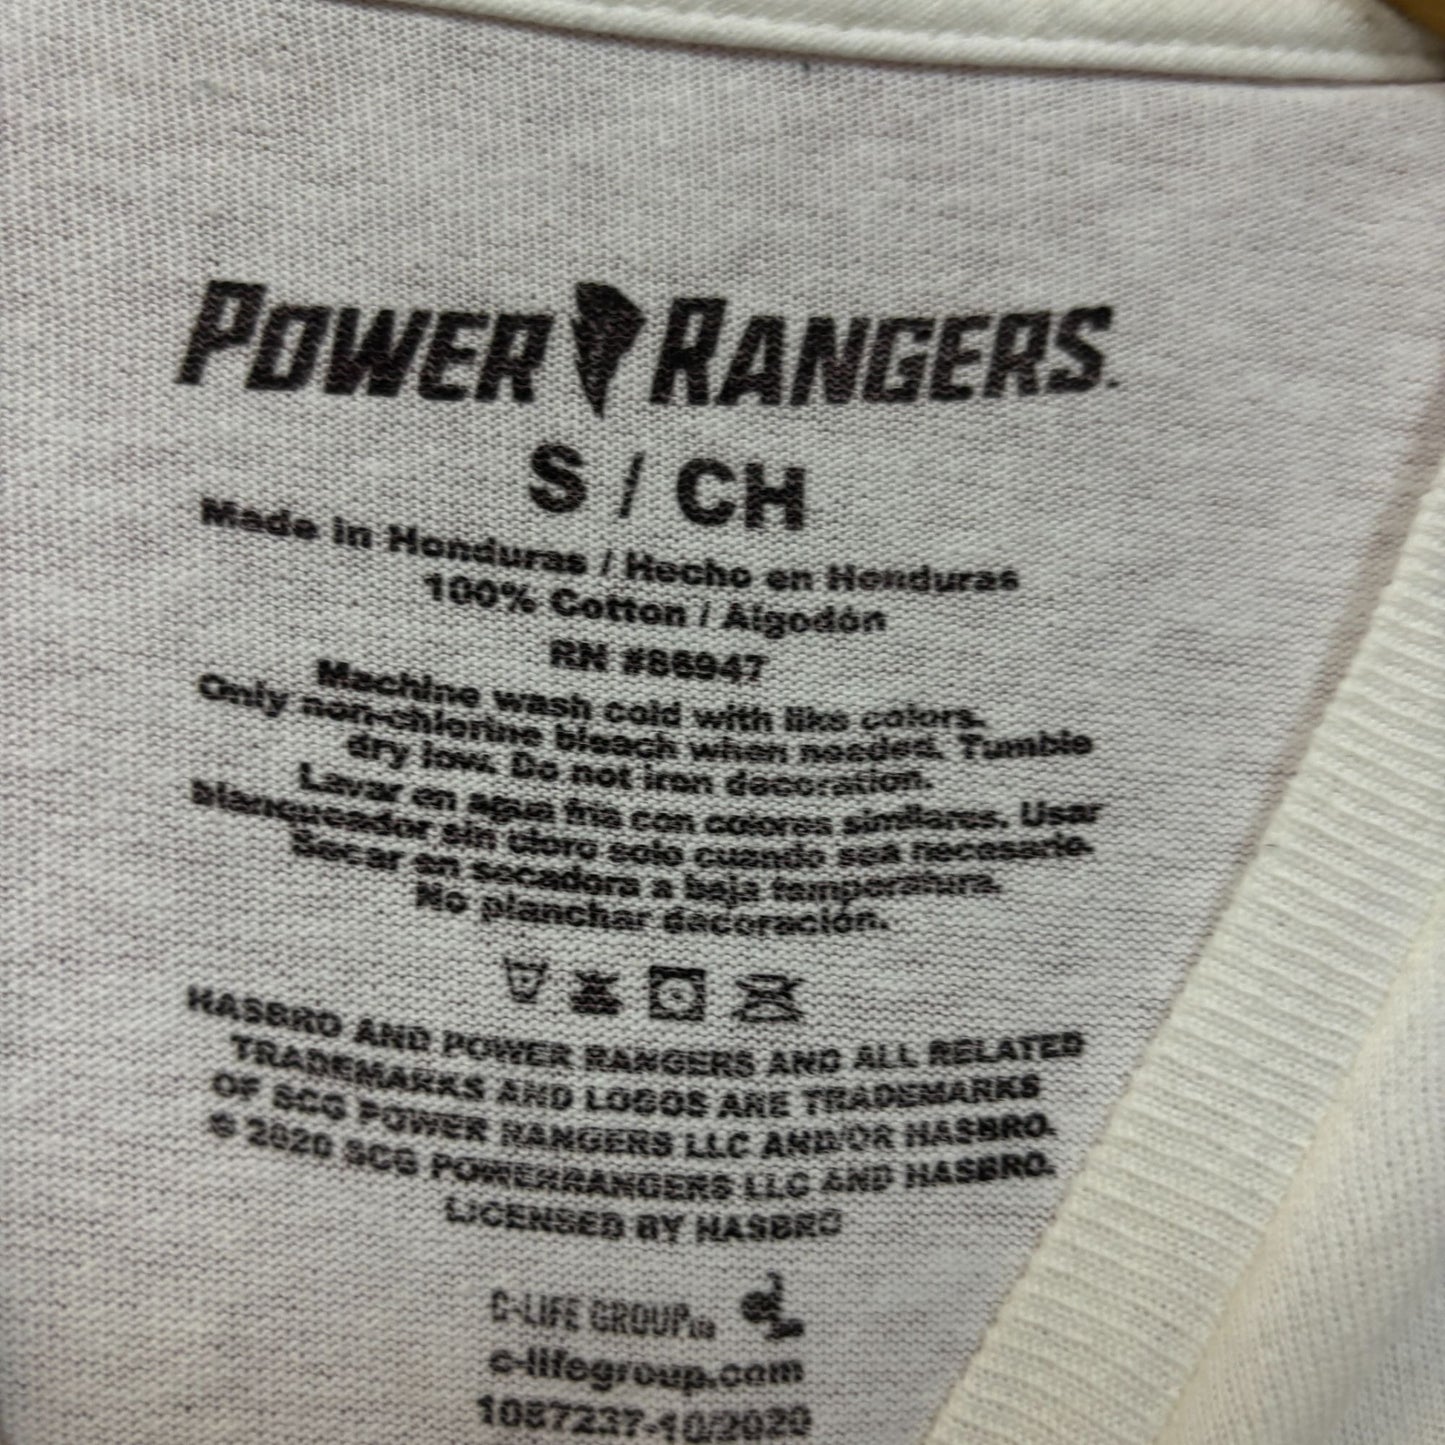 POWER RANGERS.
S / CH
Made in Honduras / Hecho en Honduras
100% Cotton / Algodón
RN #86947
Machine wash cold with like colors.
Only non-chlorine bleach when needed. Tumble
dry low. Do not iron decoration.
Lavar en agua fria con colores similares. Usar
blanqueador sin cloro solo cuando sea necesario.
Secar en secadora a baja temperatura.
No planchar decoración.
HASBRO AND POWER RANGERS AND ALL RELATED
TRADEMARKS AND LOGOS ARE TRADEMARKS
OF SCG POWER RANGERS LLC AND/OR HASBRO.
© 2020 SCG POWERRANGERS LLC AND HASBRO.
LICENSED BY HASBRO
C-LIFE GROUP
c-lifegroup.com
1087237-10/2020